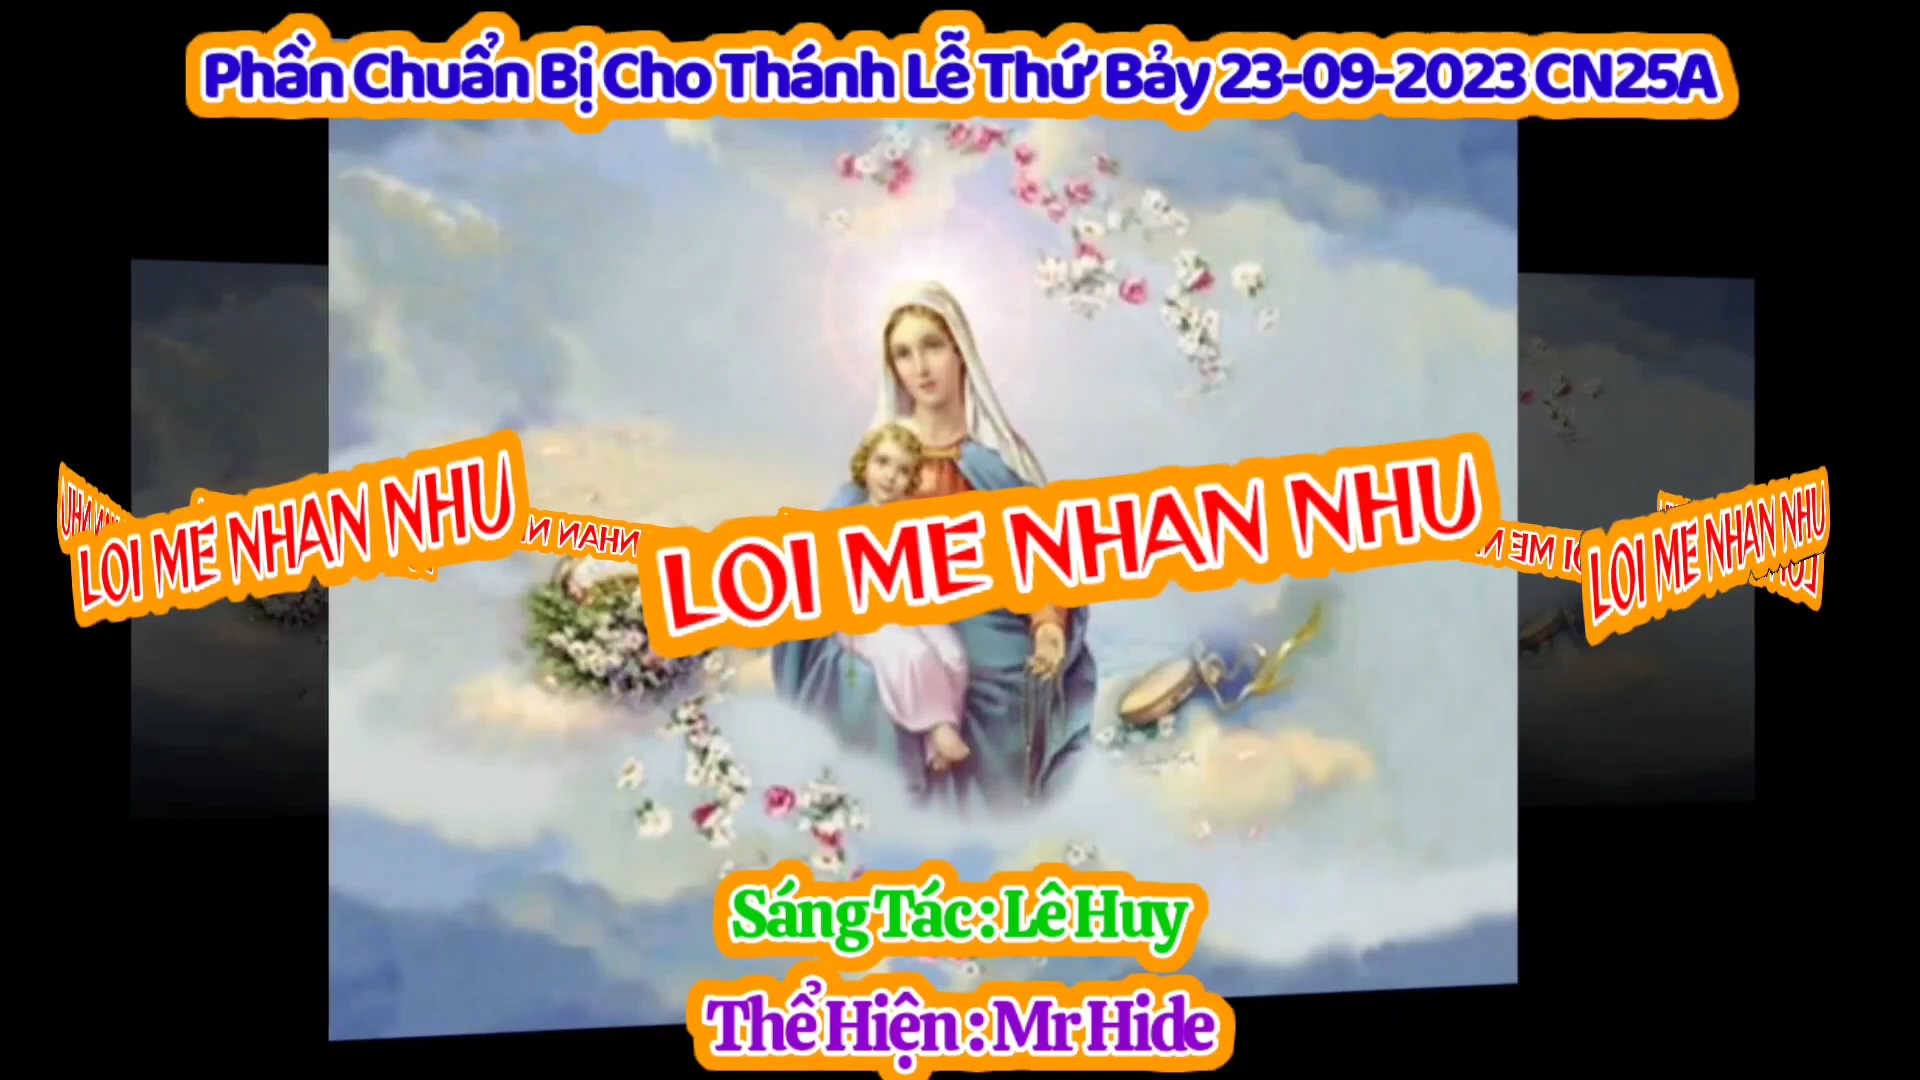 Phần Chuẩn Bị Cho Thánh Lễ Thứ Bảy 23-09-2023 CN25A
LOI ME NHAN NHU
LOI ME NHAN NHU
LOI ME NHAN NHU
Sáng Tác : Lê Huy
Thể Hiện : Mr Hide